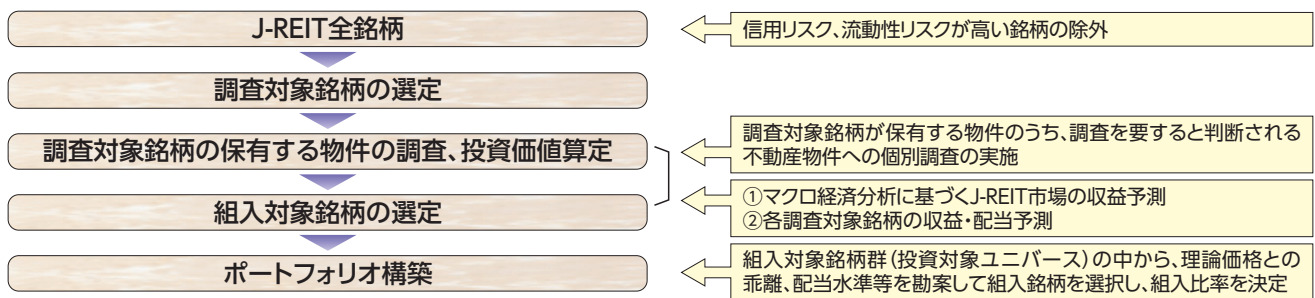 J-REIT全銘柄
信用リスク、流動性リスクが高い銘柄の除外
調査対象銘柄の選定
調査対象銘柄の保有する物件の調査、投資価値算定
調査対象銘柄が保有する物件のうち、調査を要すると判断される
不動産物件への個別調査の実施
組入対象銘柄の選定
①マクロ経済分析に基づくJ-REIT市場の収益予測
②各調査対象銘柄の収益・配当予測
ポートフォリオ構築
組入対象銘柄群(投資対象ユニバース)の中から、理論価格との
乖離、配当水準等を勘案して組入銘柄を選択し、組入比率を決定